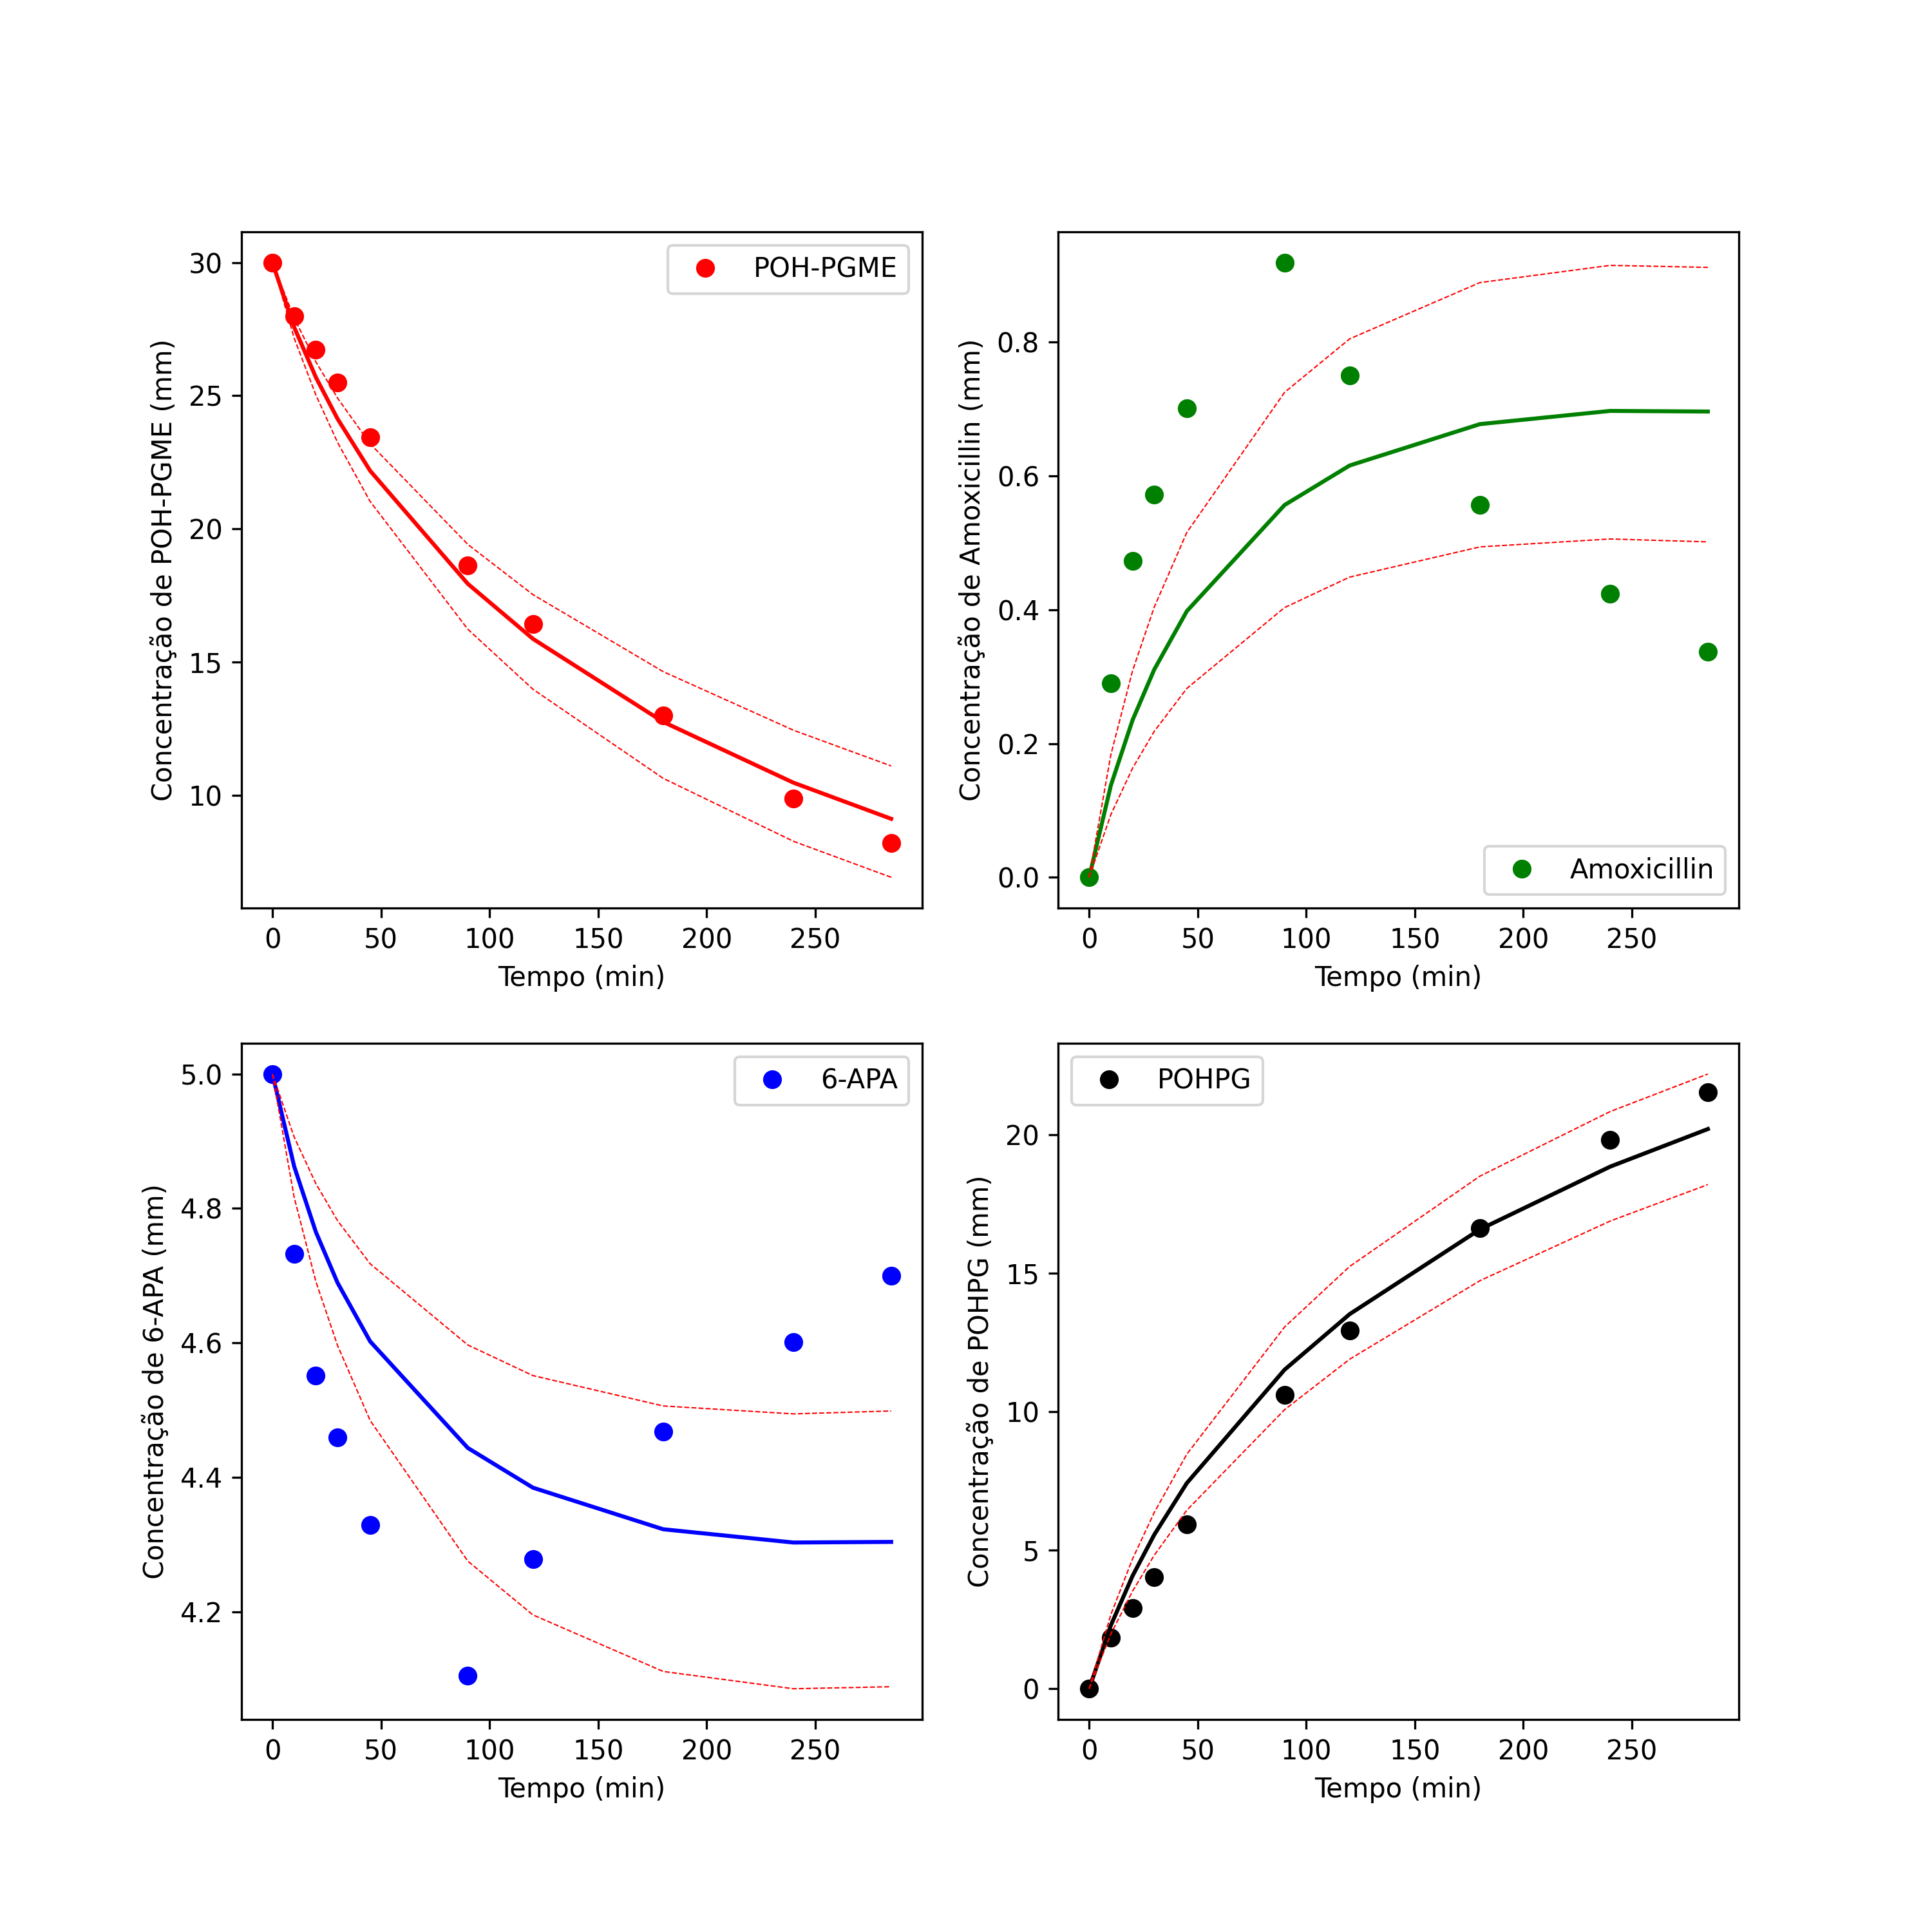 POH-PGME
Concentração de POH-PGME (mm)
30
25
20
15
10
0 50 100 150 200 250
Tempo (min)
Amoxicillin
Concentração de Amoxicillin (mm)
0.8
0.6
0.4
0.2
0.0
0 50 100 150 200 250
Tempo (min)
6-APA
Concentração de 6-APA (mm)
5.0
4.8
4.6
4.4
4.2
0 50 100 150 200 250
Tempo (min)
POHPG
Concentração de POHPG (mm)
20
15
10
5
0
0 50 100 150 200 250
Tempo (min)